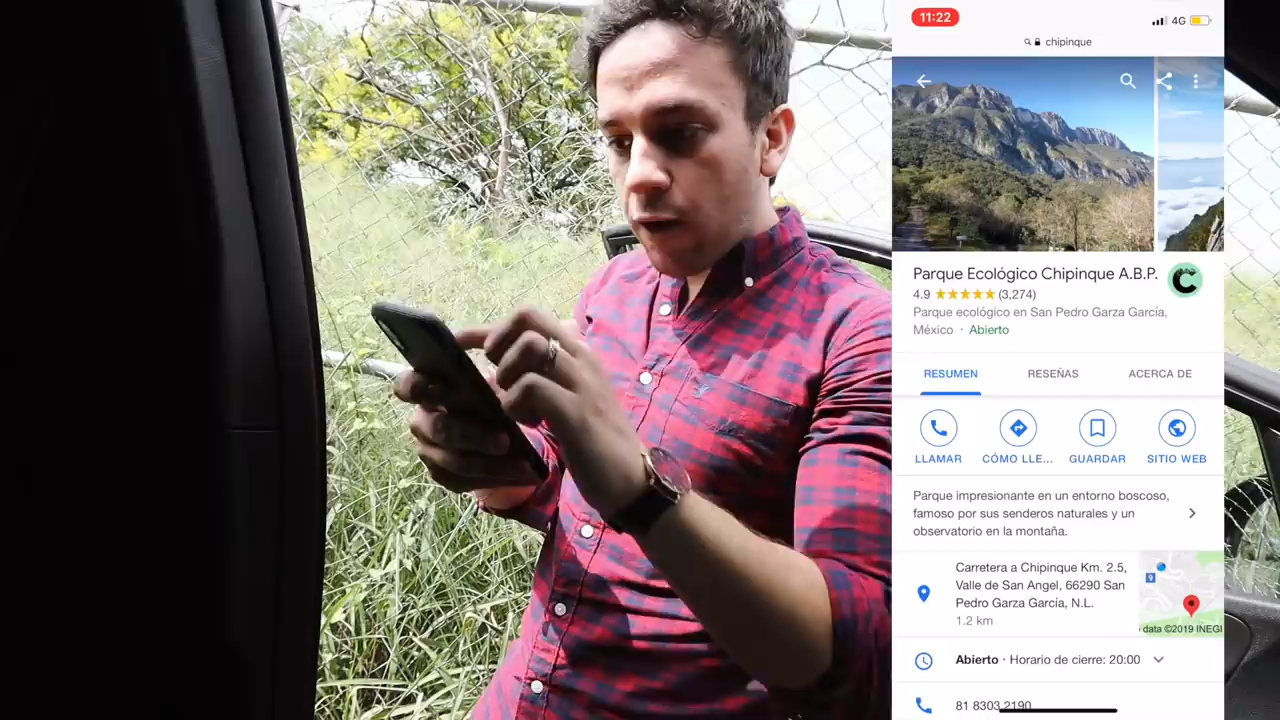 11:22
4G
chipinque
Parque Ecológico Chipinque A.B.P.
C
4.9 ★★★★★ (3,274)
Parque ecológico en San Pedro Garza García,
México · Abierto
RESUMEN
RESEÑAS
ACERCA DE
LLAMAR
CÓMO LLE...
GUARDAR
SITIO WEB
Parque impresionante en un entorno boscoso,
famoso por sus senderos naturales y un
observatorio en la montaña.
Carretera a Chipinque Km. 2.5,
Valle de San Angel, 66290 San
Pedro Garza García, N.L.
1.2 km
9
data ©2019 INEGI
Abierto · Horario de cierre: 20:00
81 8303 2190